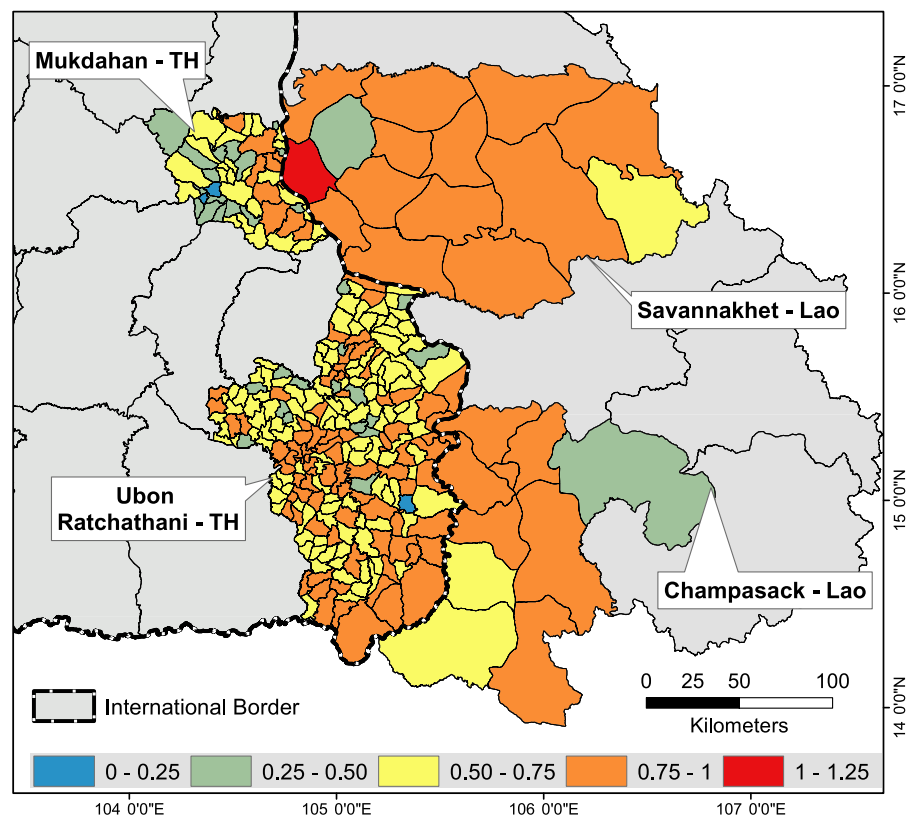 Mukdahan - TH
Savannakhet - Lao
Ubon
Ratchathani - TH
Champasack - Lao
International Border
0 25 50 100
Kilometers
0 - 0.25 0.25 - 0.50 0.50 - 0.75 0.75 - 1 1 - 1.25
104 0'0"E 105 0'0"E 106 0'0"E 107 0'0"E
17 0'0"N
16 0'0"N
15 0'0"N
14 0'0"N